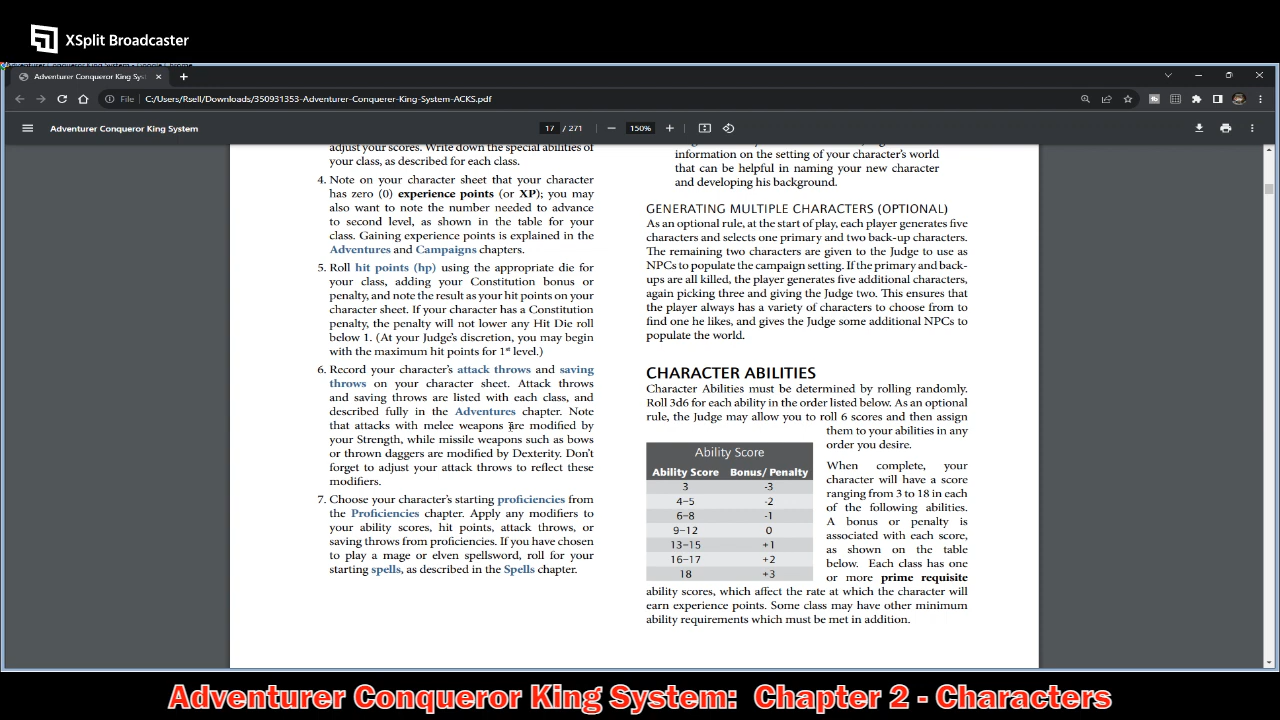 XSplit Broadcaster
Adventurer Conqueror King Sys
File C:/Users/Rsell/Downloads/350931353-Adventurer-Conquerer-King-System-ACKS.pdf
Adventurer Conqueror King System
17 / 271
150%
adjust your scores. Write down the special abilities of
your class, as described for each class.
4. Note on your character sheet that your character
has zero (0) experience points (or XP); you may
also want to note the number needed to advance
to second level, as shown in the table for your
class. Gaining experience points is explained in the
Adventures and Campaigns chapters.
5. Roll hit points (hp) using the appropriate die for
your class, adding your Constitution bonus or
penalty, and note the result as your hit points on your
character sheet. If your character has a Constitution
penalty, the penalty will not lower any Hit Die roll
below 1. (At your Judge's discretion, you may begin
with the maximum hit points for 1st level.)
6. Record your character's attack throws and saving
throws on your character sheet. Attack throws
and saving throws are listed with each class, and
described fully in the Adventures chapter. Note
that attacks with melee weapons are modified by
your Strength, while missile weapons such as bows
or thrown daggers are modified by Dexterity. Don't
forget to adjust your attack throws to reflect these
modifiers.
7. Choose your character's starting proficiencies from
the Proficiencies chapter. Apply any modifiers to
your ability scores, hit points, attack throws, or
saving throws from proficiencies. If you have chosen
to play a mage or elven spellsword, roll for your
starting spells, as described in the Spells chapter.
information on the setting of your character's world
that can be helpful in naming your new character
and developing his background.
GENERATING MULTIPLE CHARACTERS (OPTIONAL)
As an optional rule, at the start of play, each player generates five
characters and selects one primary and two back-up characters.
The remaining two characters are given to the Judge to use as
NPCs to populate the campaign setting. If the primary and back-
ups are all killed, the player generates five additional characters,
again picking three and giving the Judge two. This ensures that
the player always has a variety of characters to choose from to
find one he likes, and gives the Judge some additional NPCs to
populate the world.
CHARACTER ABILITIES
Character Abilities must be determined by rolling randomly.
Roll 3d6 for each ability in the order listed below. As an optional
rule, the Judge may allow you to roll 6 scores and then assign
them to your abilities in any
order you desire.
Ability Score
Ability Score Bonus/ Penalty
3 -3
4–5 -2
6–8 -1
9–12 0
13–15 +1
16–17 +2
18 +3
When complete, your
character will have a score
ranging from 3 to 18 in each
of the following abilities.
A bonus or penalty is
associated with each score,
as shown on the table
below. Each class has one
or more prime requisite
ability scores, which affect the rate at which the character will
earn experience points. Some class may have other minimum
ability requirements which must be met in addition.
Adventurer Conqueror King System: Chapter 2 - Characters